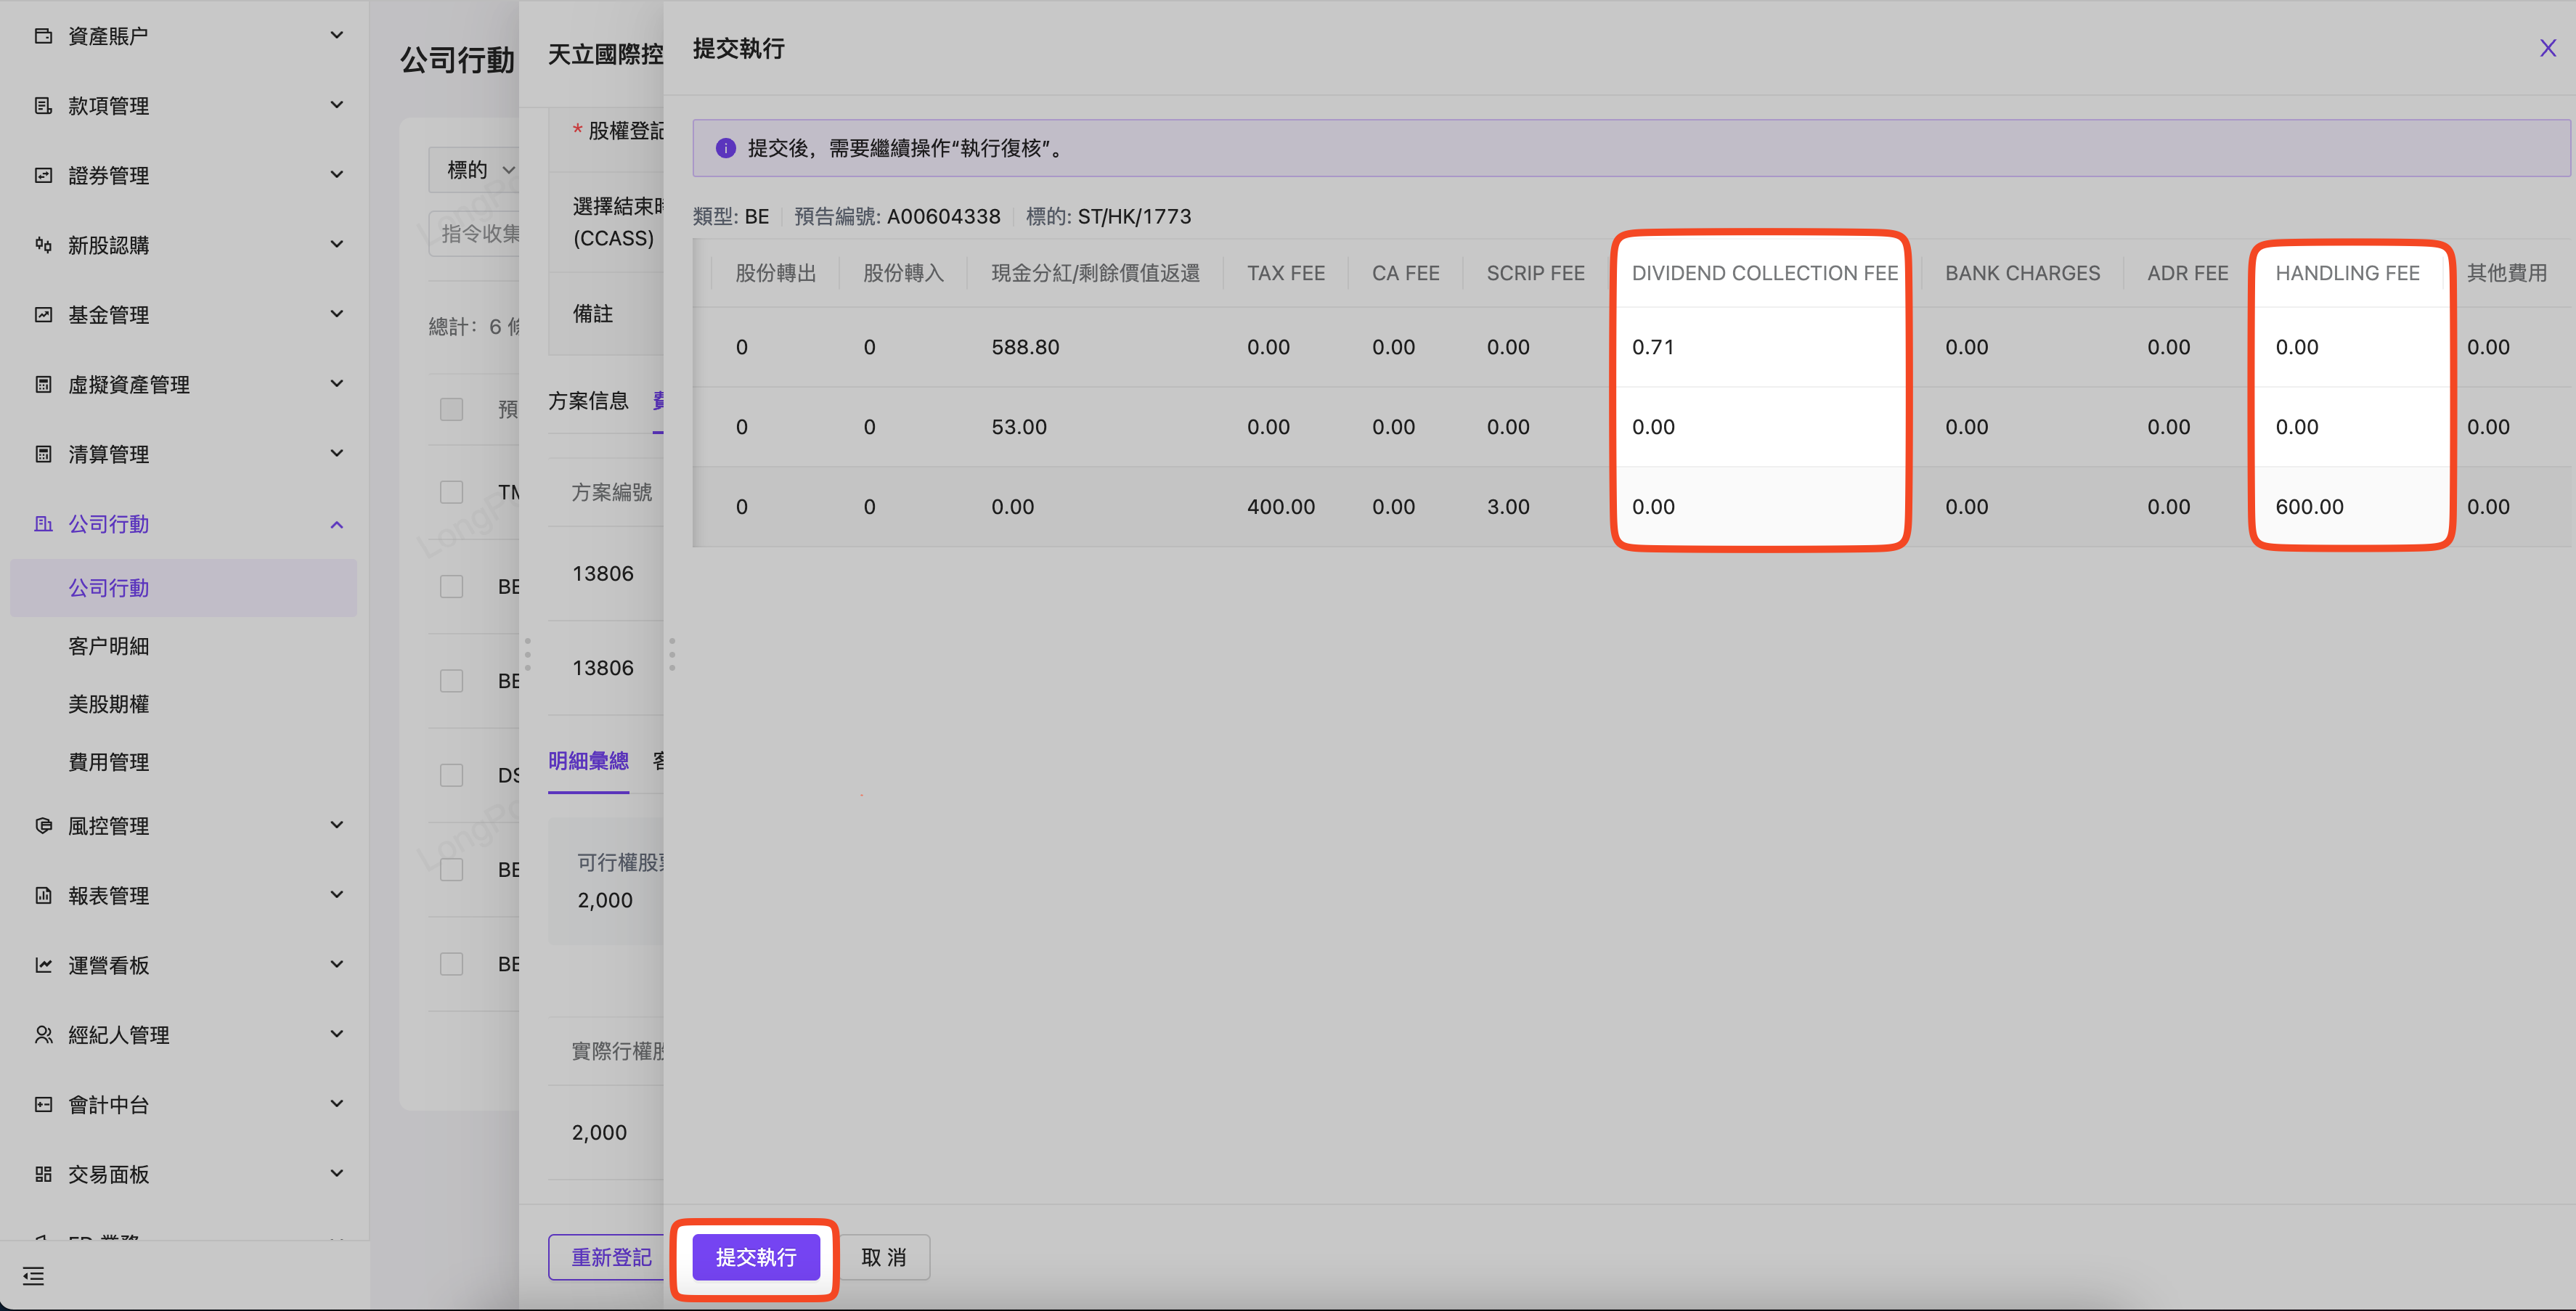 資產賬户
款項管理
證券管理
新股認購
基金管理
虛擬資產管理
清算管理
公司行動
公司行動
客户明細
美股期權
費用管理
風控管理
報表管理
運營看板
經紀人管理
會計中台
交易面板
公司行動
標的
指令收集
總計：6 條
預
TM
BE
BE
DS
BE
BE
天立國際控
* 股權登記
選擇結束時
(CCASS)
備註
方案信息 費
方案編號
13806
13806
明細彙總 客
可行權股票
2,000
實際行權股
2,000
重新登記
提交執行
X
提交後，需要繼續操作“執行復核”。
類型: BE 預告編號: A00604338 標的: ST/HK/1773
股份轉出 股份轉入 現金分紅/剩餘價值返還 TAX FEE CA FEE SCRIP FEE DIVIDEND COLLECTION FEE BANK CHARGES ADR FEE HANDLING FEE 其他費用
0 0 588.80 0.00 0.00 0.00 0.71 0.00 0.00 0.00 0.00
0 0 53.00 0.00 0.00 0.00 0.00 0.00 0.00 0.00 0.00
0 0 0.00 400.00 0.00 3.00 0.00 0.00 0.00 600.00 0.00
提交執行 取 消